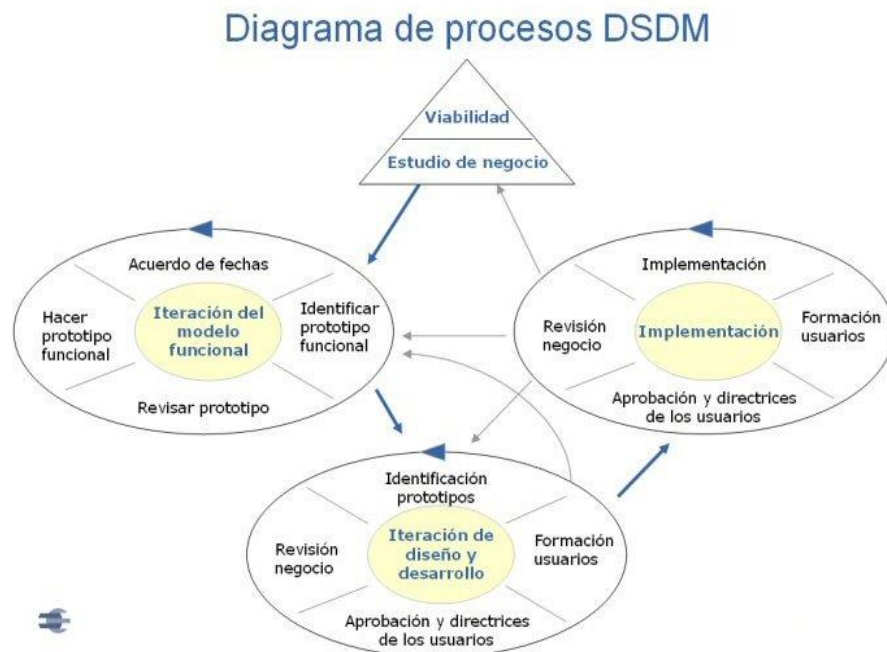 Diagrama de procesos DSDM
Viabilidad
Estudio de negocio
Acuerdo de fechas
Hacer
prototipo
funcional
Iteración del
modelo
funcional
Identificar
prototipo
funcional
Revisar prototipo
Implementación
Revisión
negocio
Implementación
Formación
usuarios
Aprobación y directrices
de los usuarios
Identificación
prototipos
Revisión
negocio
Iteración de
diseño y
desarrollo
Formación
usuarios
Aprobación y directrices
de los usuarios